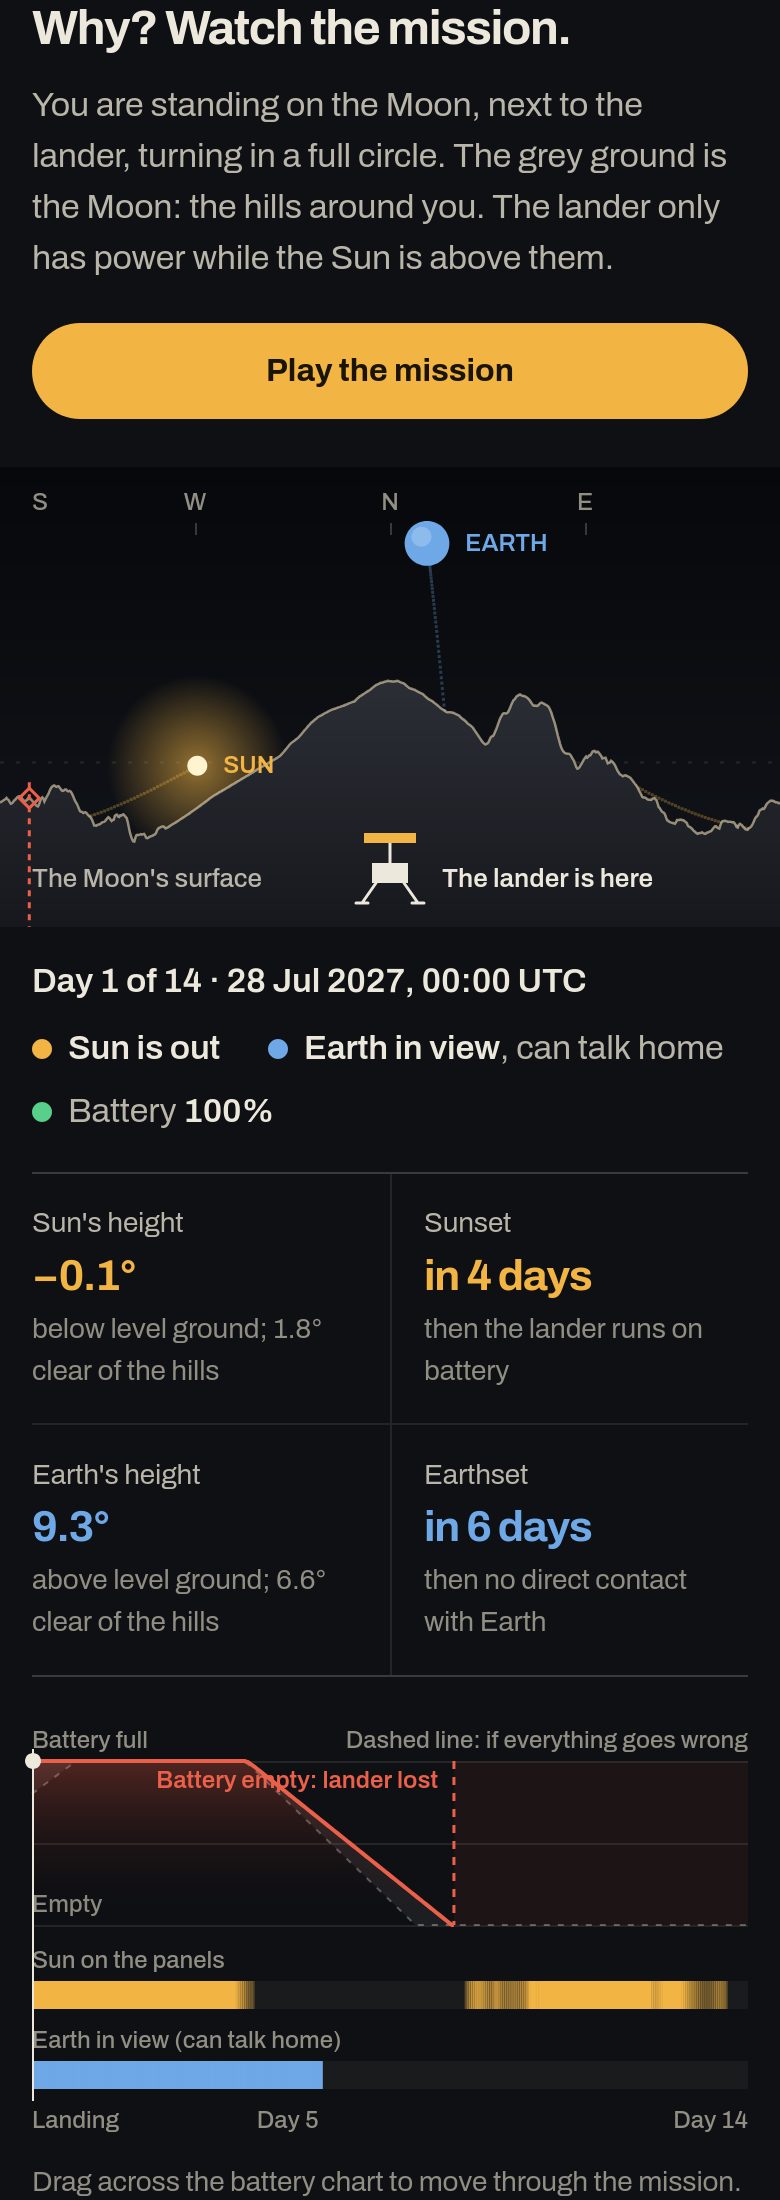 Why? Watch the mission.
You are standing on the Moon, next to the
lander, turning in a full circle. The grey ground is
the Moon: the hills around you. The lander only
has power while the Sun is above them.
Play the mission
S W N E
EARTH
SUN
The Moon's surface
The lander is here
Day 1 of 14 · 28 Jul 2027, 00:00 UTC
Sun is out
Earth in view, can talk home
Battery 100%
Sun's height
–0.1°
below level ground; 1.8°
clear of the hills
Sunset
in 4 days
then the lander runs on
battery
Earth's height
9.3°
above level ground; 6.6°
clear of the hills
Earthset
in 6 days
then no direct contact
with Earth
Battery full
Dashed line: if everything goes wrong
Battery empty: lander lost
Empty
Sun on the panels
Earth in view (can talk home)
Landing Day 5 Day 14
Drag across the battery chart to move through the mission.